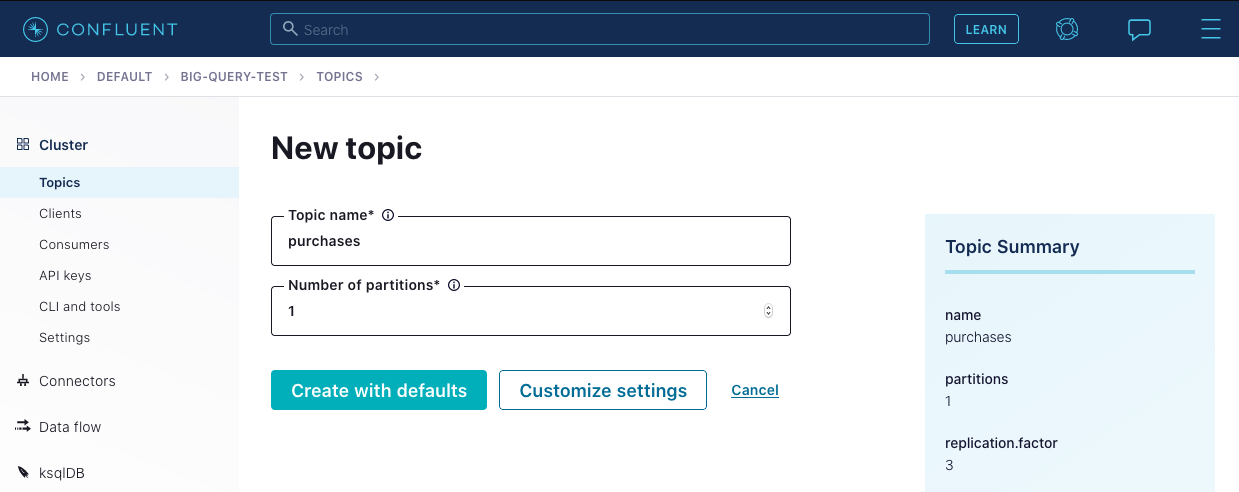 CONFLUENT
Search
LEARN
HOME > DEFAULT > BIG-QUERY-TEST > TOPICS >
Cluster
Topics
Clients
Consumers
API keys
CLI and tools
Settings
Connectors
Data flow
ksqlDB
New topic
Topic name*
purchases
Number of partitions*
1
Create with defaults
Customize settings
Cancel
Topic Summary
name
purchases
partitions
1
replication.factor
3